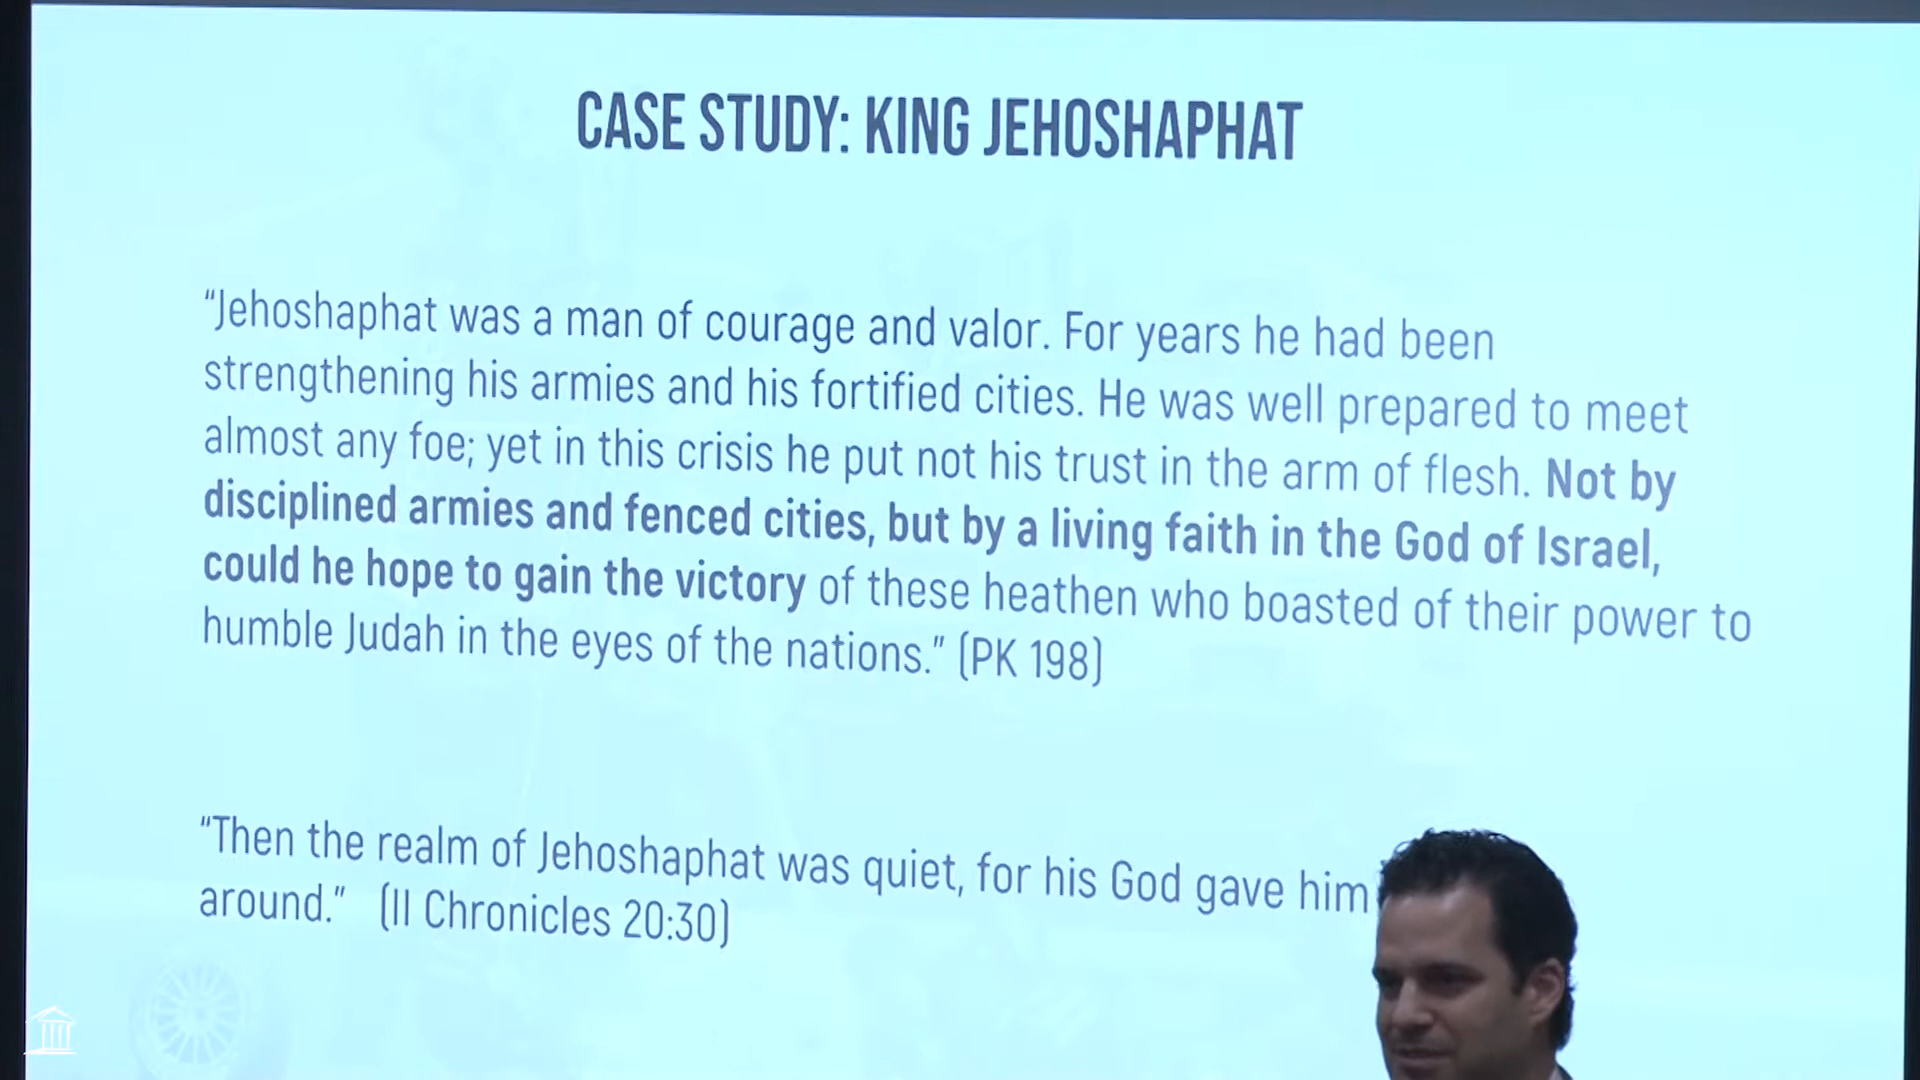 CASE STUDY: KING JEHOSHAPHAT
“Jehoshaphat was a man of courage and valor. For years he had been
strengthening his armies and his fortified cities. He was well prepared to meet
almost any foe; yet in this crisis he put not his trust in the arm of flesh. Not by
disciplined armies and fenced cities, but by a living faith in the God of Israel,
could he hope to gain the victory of these heathen who boasted of their power to
humble Judah in the eyes of the nations.” (PK 198)
“Then the realm of Jehoshaphat was quiet, for his God gave him
around.” (II Chronicles 20:30)